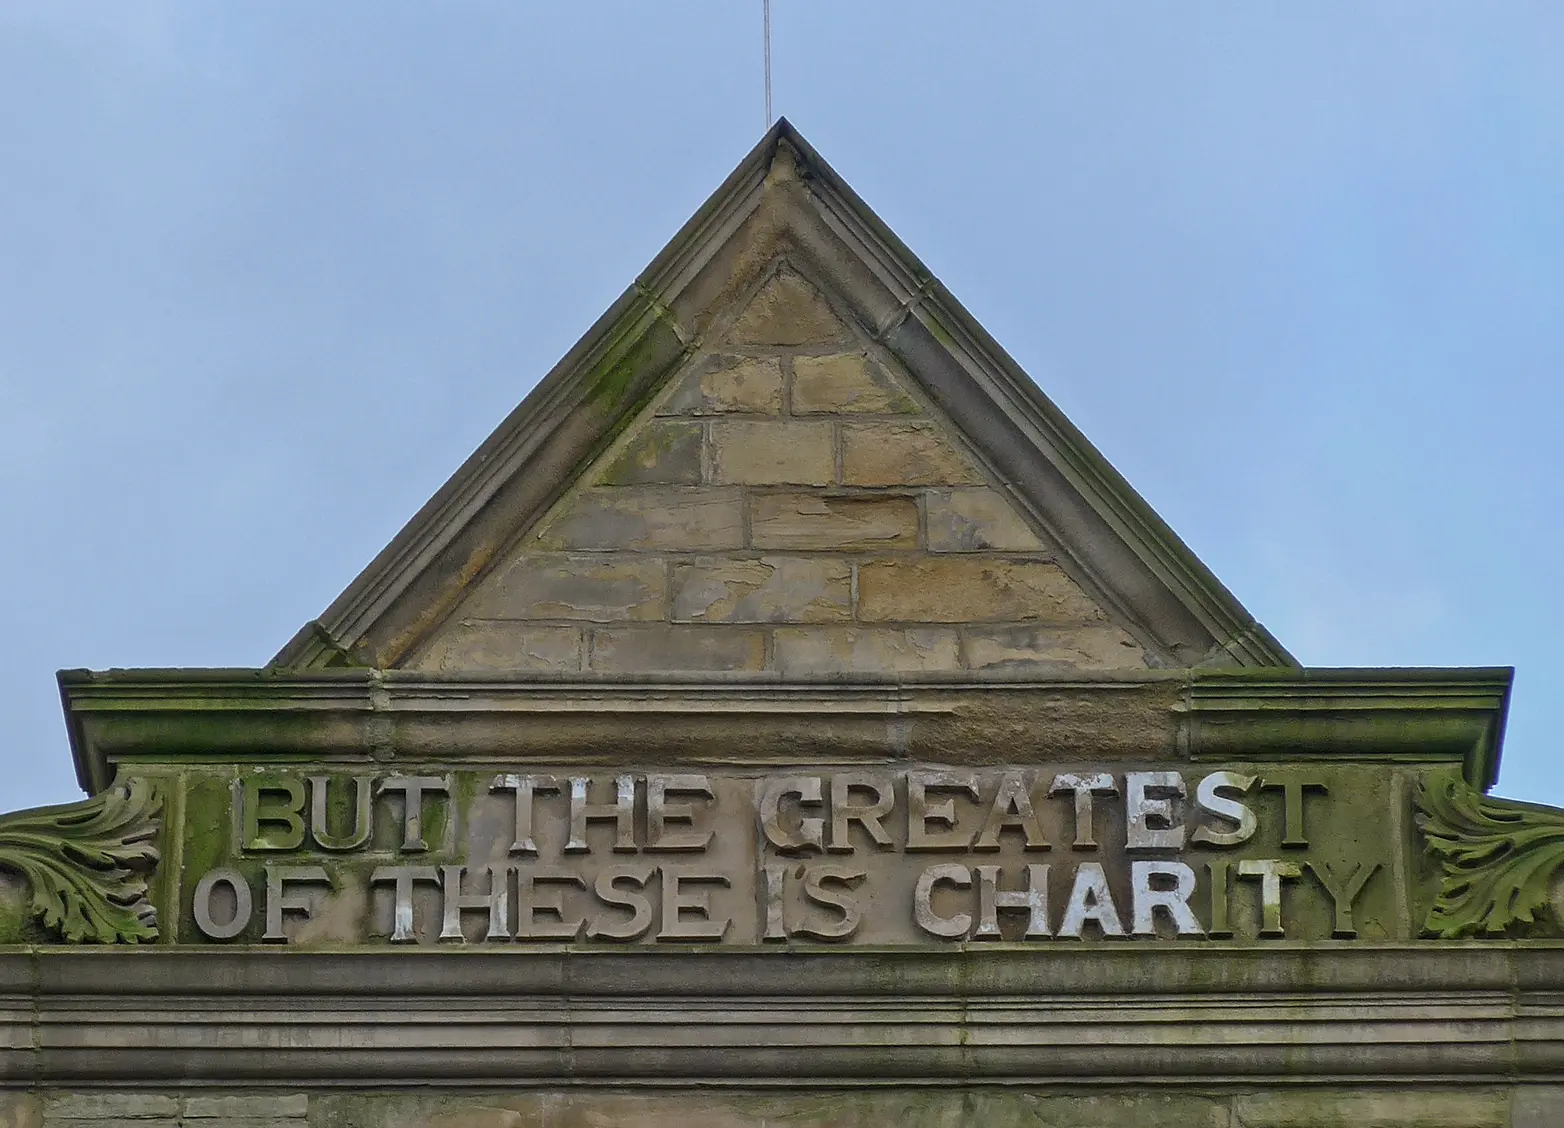 BUT THE GREATEST
OF THESE IS CHARITY